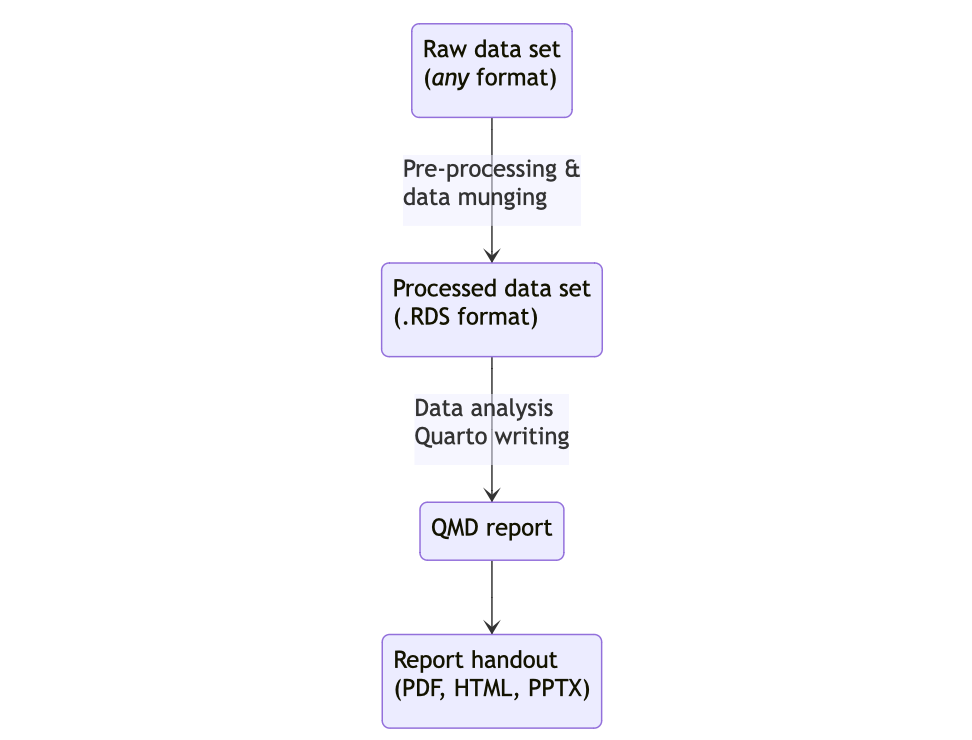 Raw data set
(any format)
Pre-processing &
data munging
Processed data set
(.RDS format)
Data analysis
Quarto writing
QMD report
Report handout
(PDF, HTML, PPTX)